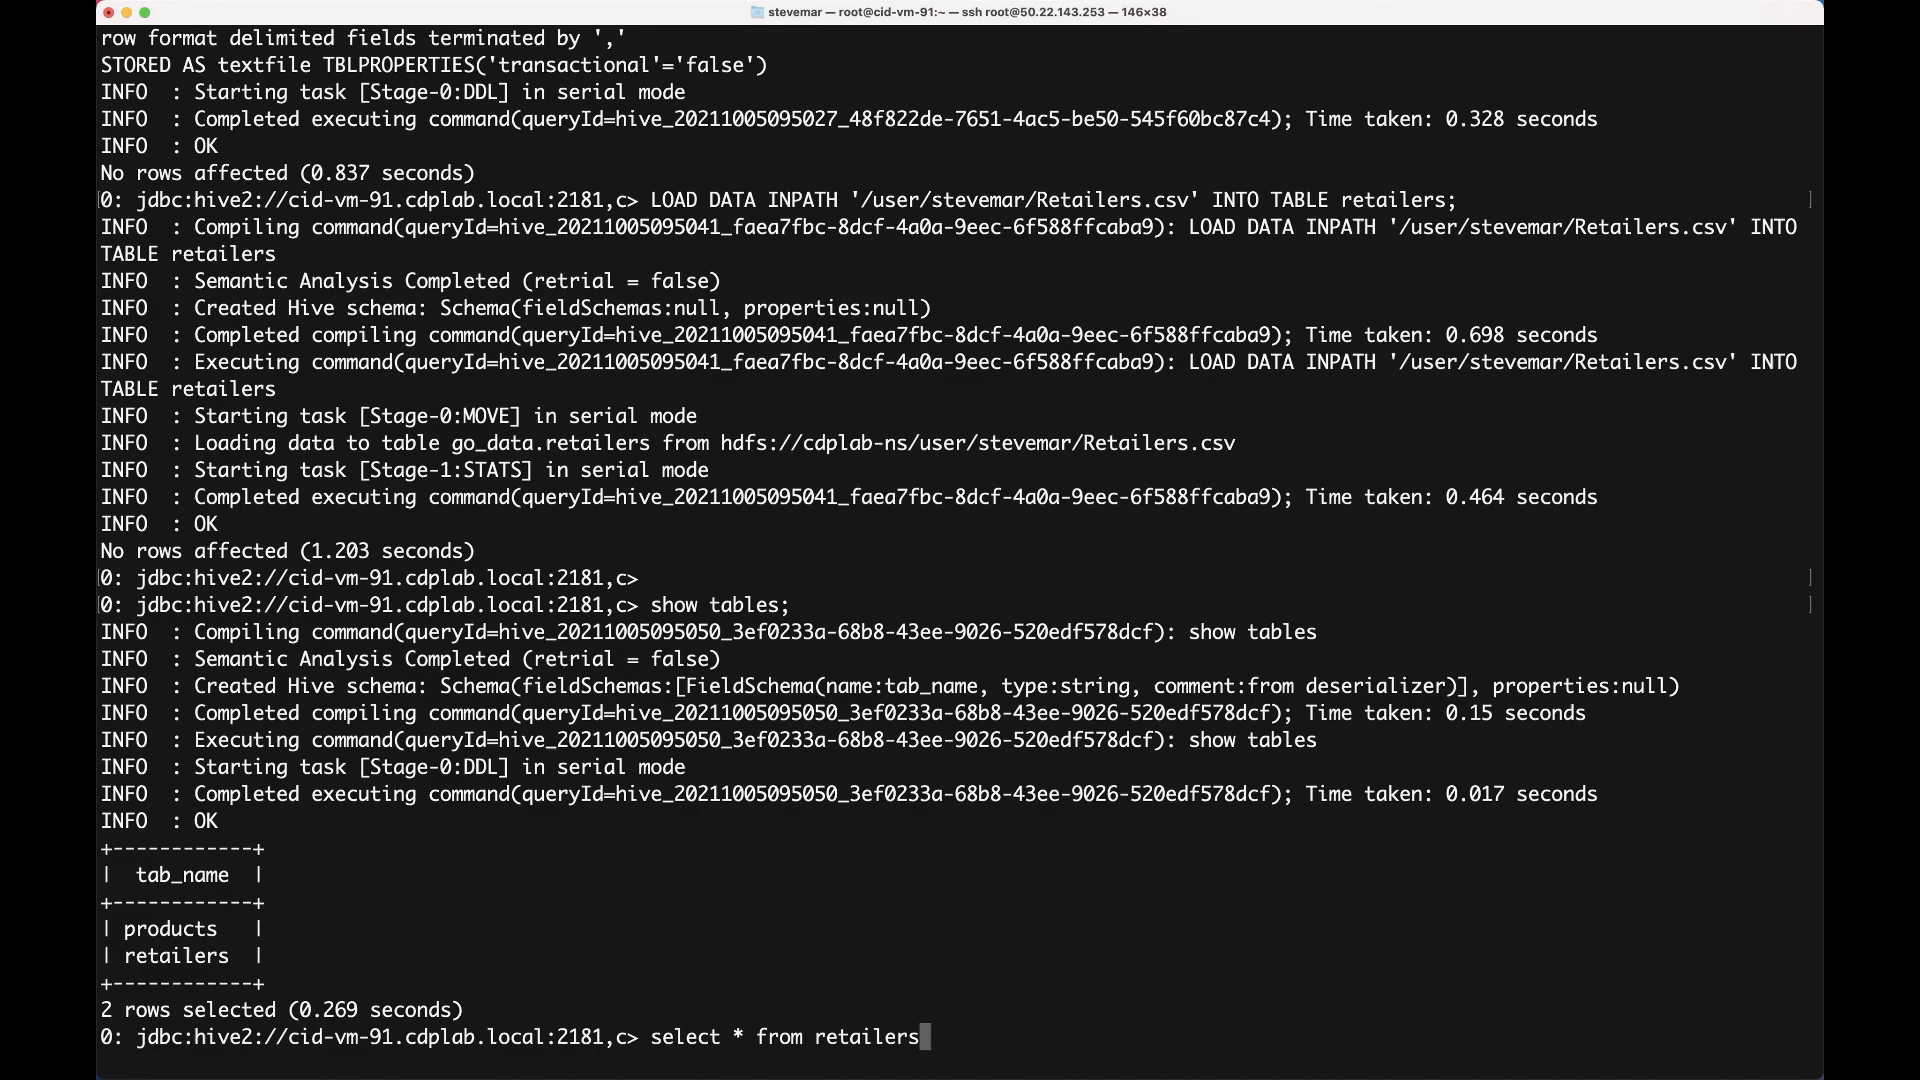 stevemar — root@cid-vm-91:~ — ssh root@50.22.143.253 — 146×38
row format delimited fields terminated by ','
STORED AS textfile TBLPROPERTIES('transactional'='false')
INFO  : Starting task [Stage-0:DDL] in serial mode
INFO  : Completed executing command(queryId=hive_20211005095027_48f822de-7651-4ac5-be50-545f60bc87c4); Time taken: 0.328 seconds
INFO  : OK
No rows affected (0.837 seconds)
0: jdbc:hive2://cid-vm-91.cdplab.local:2181,c> LOAD DATA INPATH '/user/stevemar/Retailers.csv' INTO TABLE retailers;
INFO  : Compiling command(queryId=hive_20211005095041_faea7fbc-8dcf-4a0a-9eec-6f588ffcaba9): LOAD DATA INPATH '/user/stevemar/Retailers.csv' INTO
TABLE retailers
INFO  : Semantic Analysis Completed (retrial = false)
INFO  : Created Hive schema: Schema(fieldSchemas:null, properties:null)
INFO  : Completed compiling command(queryId=hive_20211005095041_faea7fbc-8dcf-4a0a-9eec-6f588ffcaba9); Time taken: 0.698 seconds
INFO  : Executing command(queryId=hive_20211005095041_faea7fbc-8dcf-4a0a-9eec-6f588ffcaba9): LOAD DATA INPATH '/user/stevemar/Retailers.csv' INTO
TABLE retailers
INFO  : Starting task [Stage-0:MOVE] in serial mode
INFO  : Loading data to table go_data.retailers from hdfs://cdplab-ns/user/stevemar/Retailers.csv
INFO  : Starting task [Stage-1:STATS] in serial mode
INFO  : Completed executing command(queryId=hive_20211005095041_faea7fbc-8dcf-4a0a-9eec-6f588ffcaba9); Time taken: 0.464 seconds
INFO  : OK
No rows affected (1.203 seconds)
0: jdbc:hive2://cid-vm-91.cdplab.local:2181,c>
0: jdbc:hive2://cid-vm-91.cdplab.local:2181,c> show tables;
INFO  : Compiling command(queryId=hive_20211005095050_3ef0233a-68b8-43ee-9026-520edf578dcf): show tables
INFO  : Semantic Analysis Completed (retrial = false)
INFO  : Created Hive schema: Schema(fieldSchemas:[FieldSchema(name:tab_name, type:string, comment:from deserializer)], properties:null)
INFO  : Completed compiling command(queryId=hive_20211005095050_3ef0233a-68b8-43ee-9026-520edf578dcf); Time taken: 0.15 seconds
INFO  : Executing command(queryId=hive_20211005095050_3ef0233a-68b8-43ee-9026-520edf578dcf): show tables
INFO  : Starting task [Stage-0:DDL] in serial mode
INFO  : Completed executing command(queryId=hive_20211005095050_3ef0233a-68b8-43ee-9026-520edf578dcf); Time taken: 0.017 seconds
INFO  : OK
+------------+
|  tab_name  |
+------------+
| products   |
| retailers  |
+------------+
2 rows selected (0.269 seconds)
0: jdbc:hive2://cid-vm-91.cdplab.local:2181,c> select * from retailers